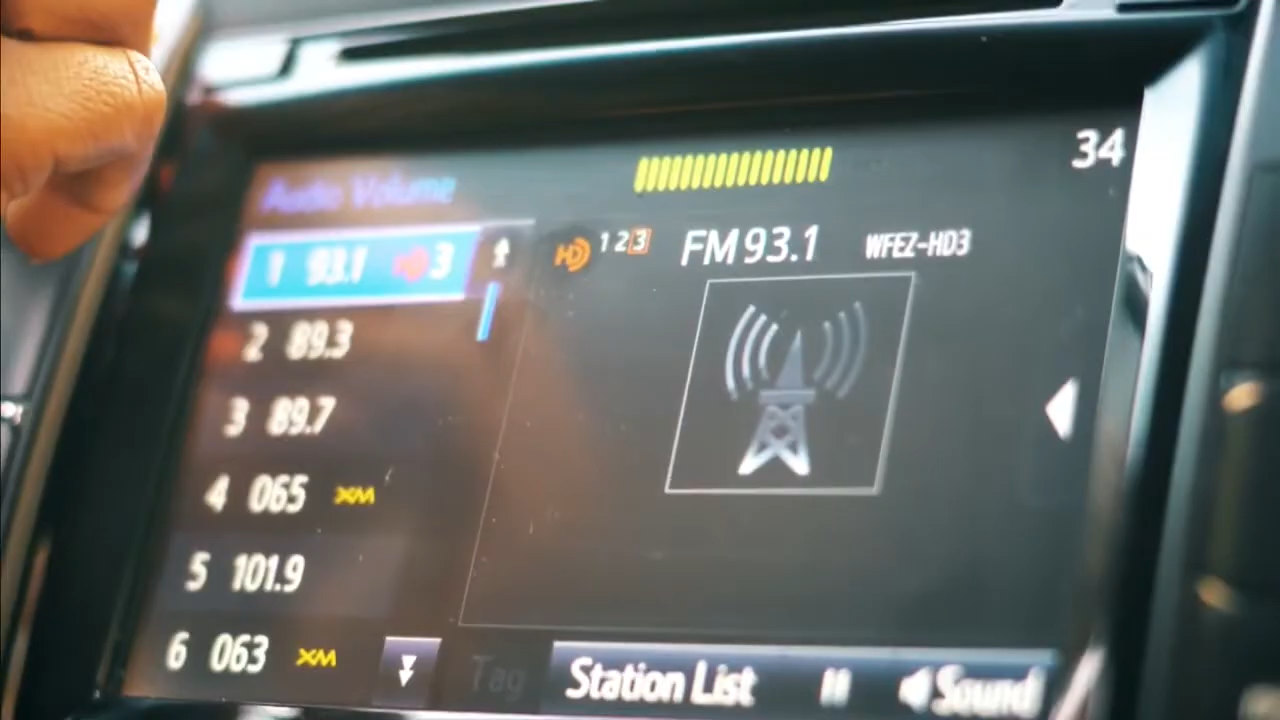 Audio Volume
34
1 93.1 3
HD 1 2 3 FM 93.1 WFEZ-HD3
2 89.3
3 89.7
4 065 XM
5 101.9
6 063 XM
Tag Station List Sound